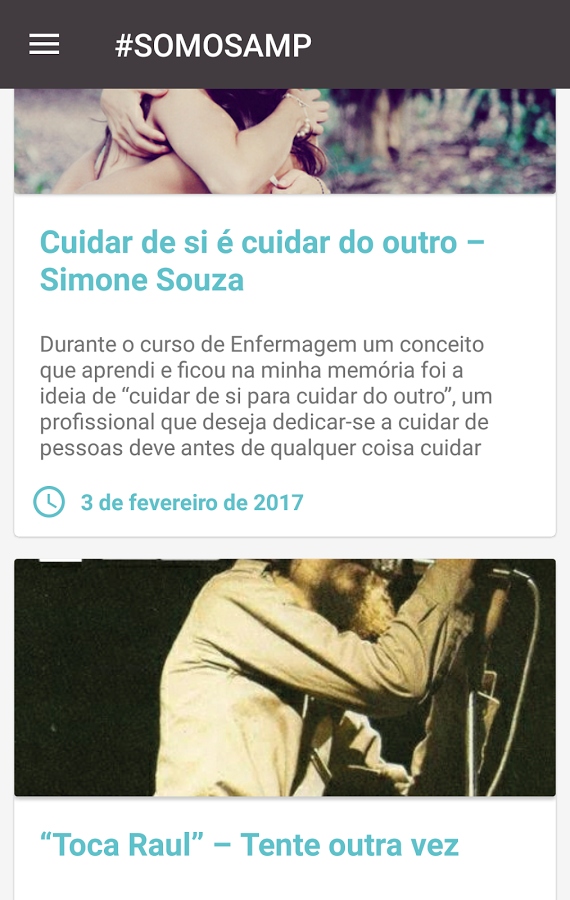 #SOMOSAMP
Cuidar de si é cuidar do outro –
Simone Souza
Durante o curso de Enfermagem um conceito
que aprendi e ficou na minha memória foi a
ideia de “cuidar de si para cuidar do outro”, um
profissional que deseja dedicar-se a cuidar de
pessoas deve antes de qualquer coisa cuidar
3 de fevereiro de 2017
“Toca Raul” – Tente outra vez